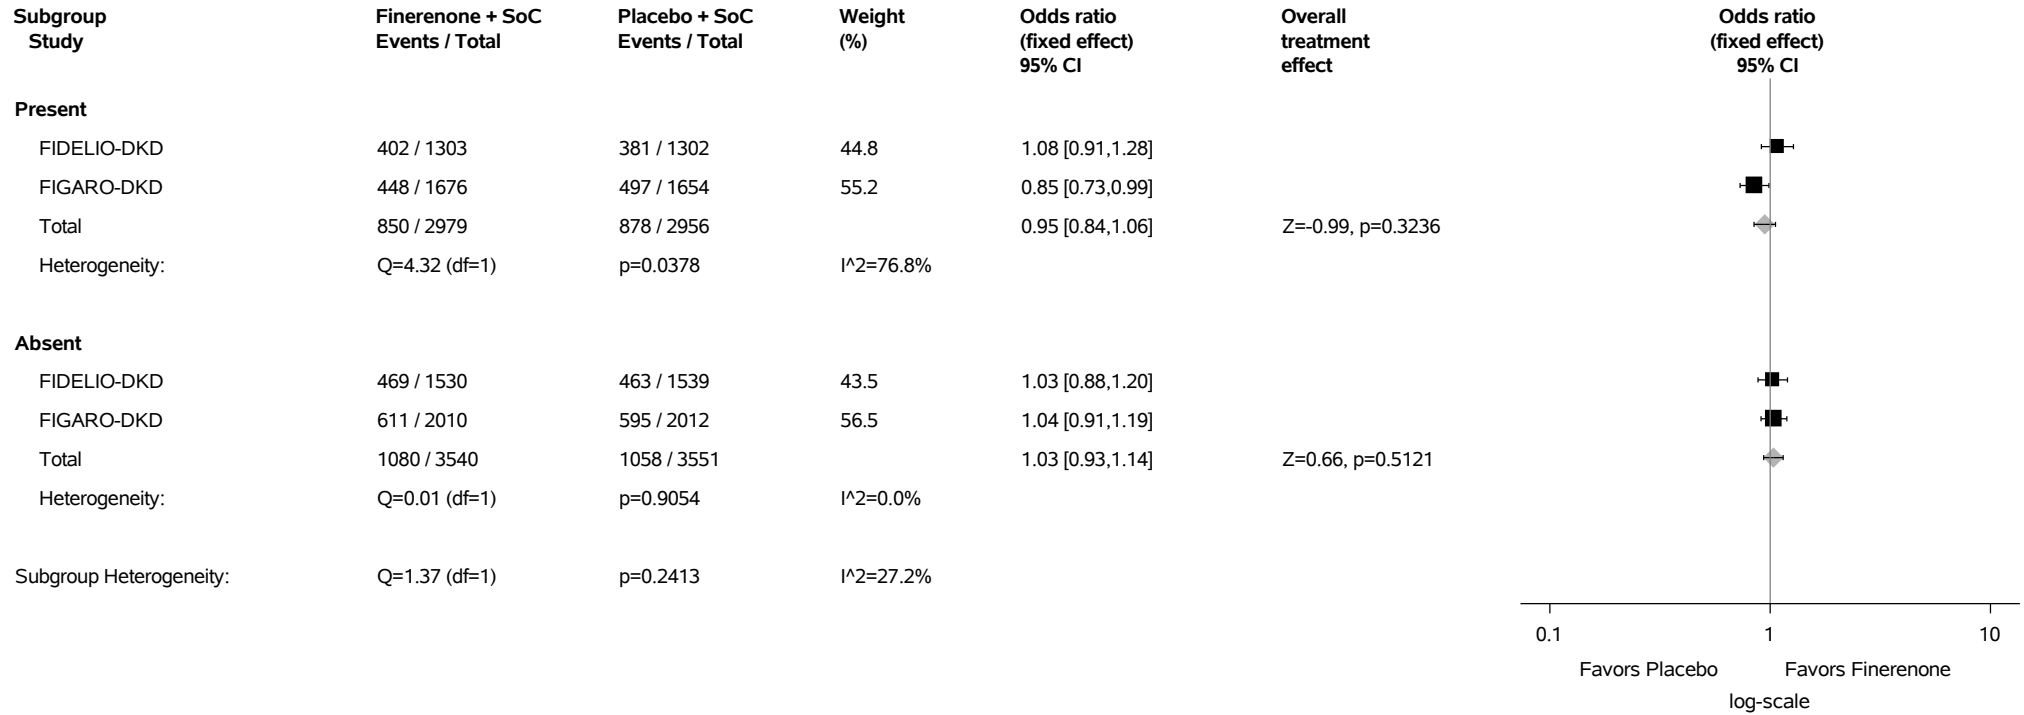 Subgroup Finerenone + SoC Placebo + SoC Weight Odds ratio Overall Odds ratio
Study Events / Total Events / Total (%) (fixed effect) treatment (fixed effect)
95% CI effect 95% CI
Present
FIDELIO-DKD 402 / 1303 381 / 1302 44.8 1.08 [0.91,1.28]
FIGARO-DKD 448 / 1676 497 / 1654 55.2 0.85 [0.73,0.99]
Total 850 / 2979 878 / 2956 0.95 [0.84,1.06] Z=-0.99, p=0.3236
Heterogeneity: Q=4.32 (df=1) p=0.0378 I^2=76.8%
Absent
FIDELIO-DKD 469 / 1530 463 / 1539 43.5 1.03 [0.88,1.20]
FIGARO-DKD 611 / 2010 595 / 2012 56.5 1.04 [0.91,1.19]
Total 1080 / 3540 1058 / 3551 1.03 [0.93,1.14] Z=0.66, p=0.5121
Heterogeneity: Q=0.01 (df=1) p=0.9054 I^2=0.0%
Subgroup Heterogeneity: Q=1.37 (df=1) p=0.2413 I^2=27.2%
0.1 1 10
Favors Placebo Favors Finerenone
log-scale